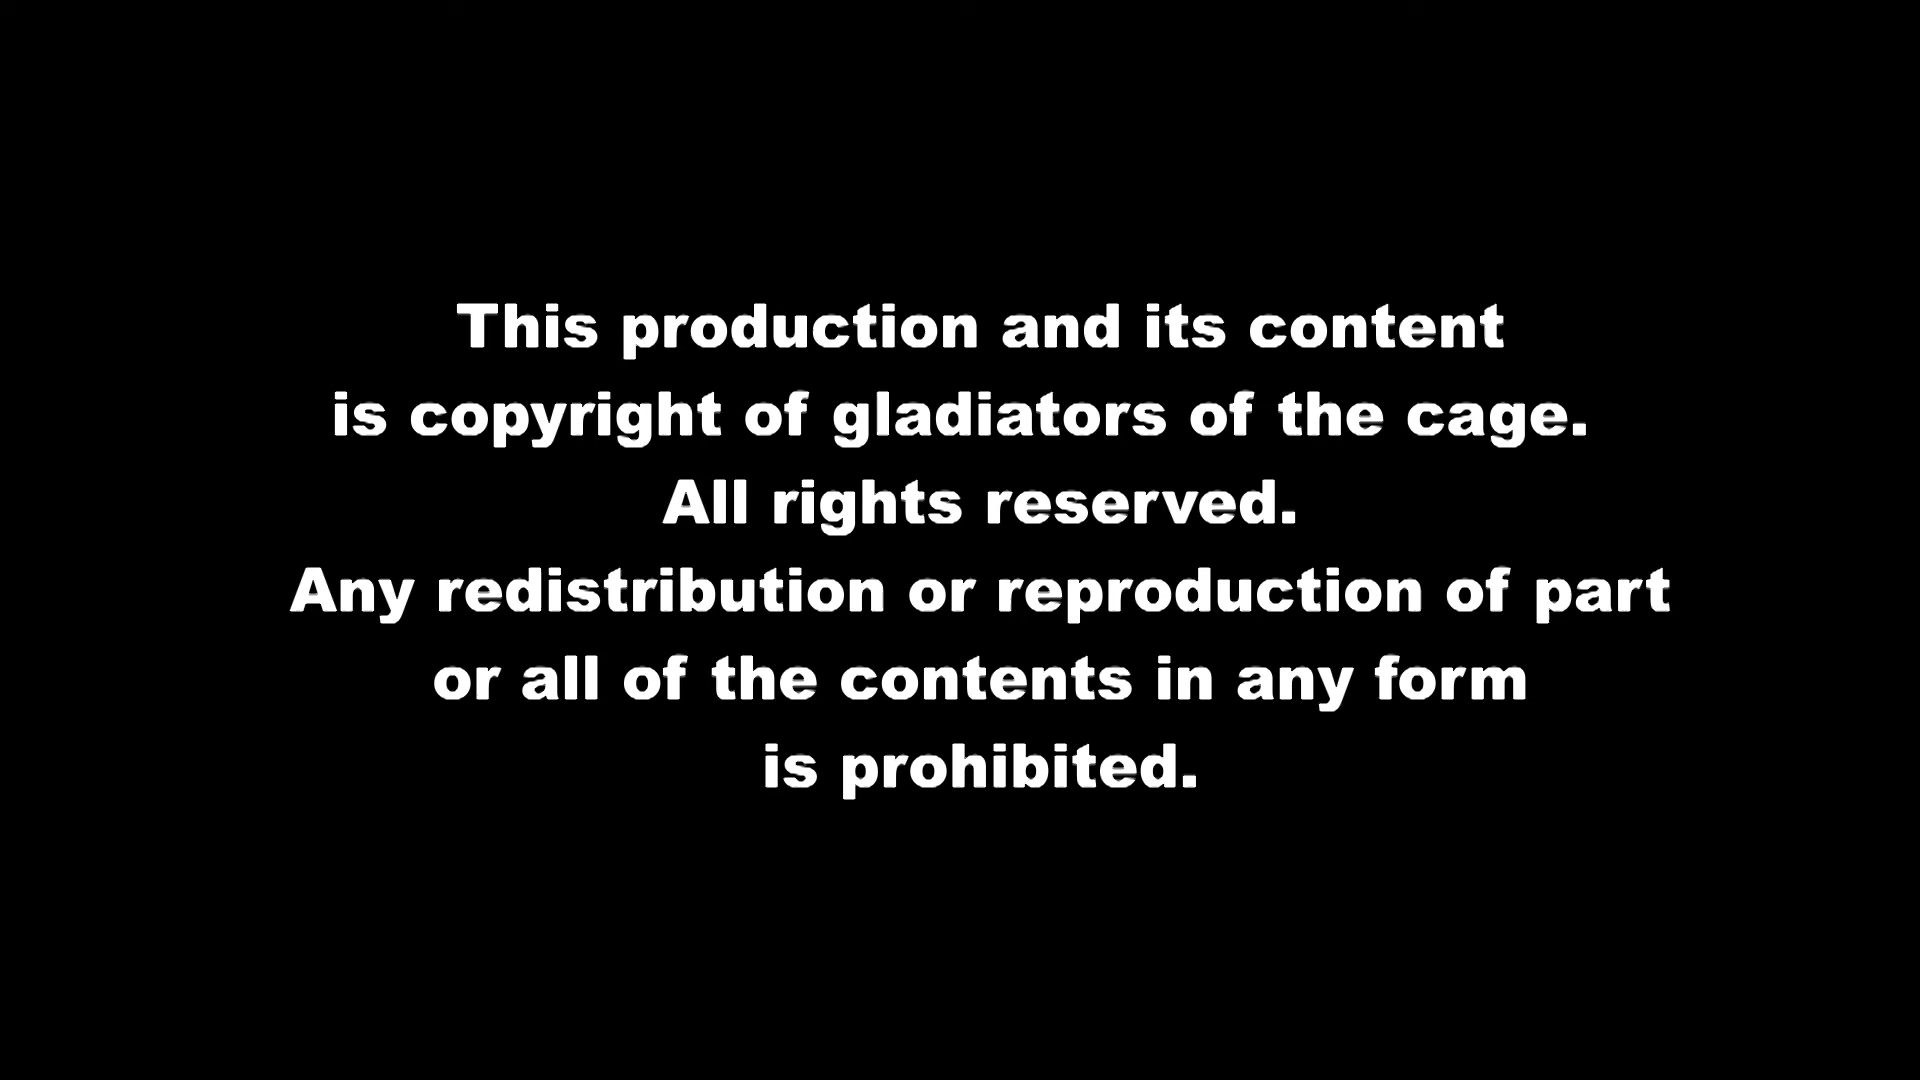 This production and its content
is copyright of gladiators of the cage.
All rights reserved.
Any redistribution or reproduction of part
or all of the contents in any form
is prohibited.